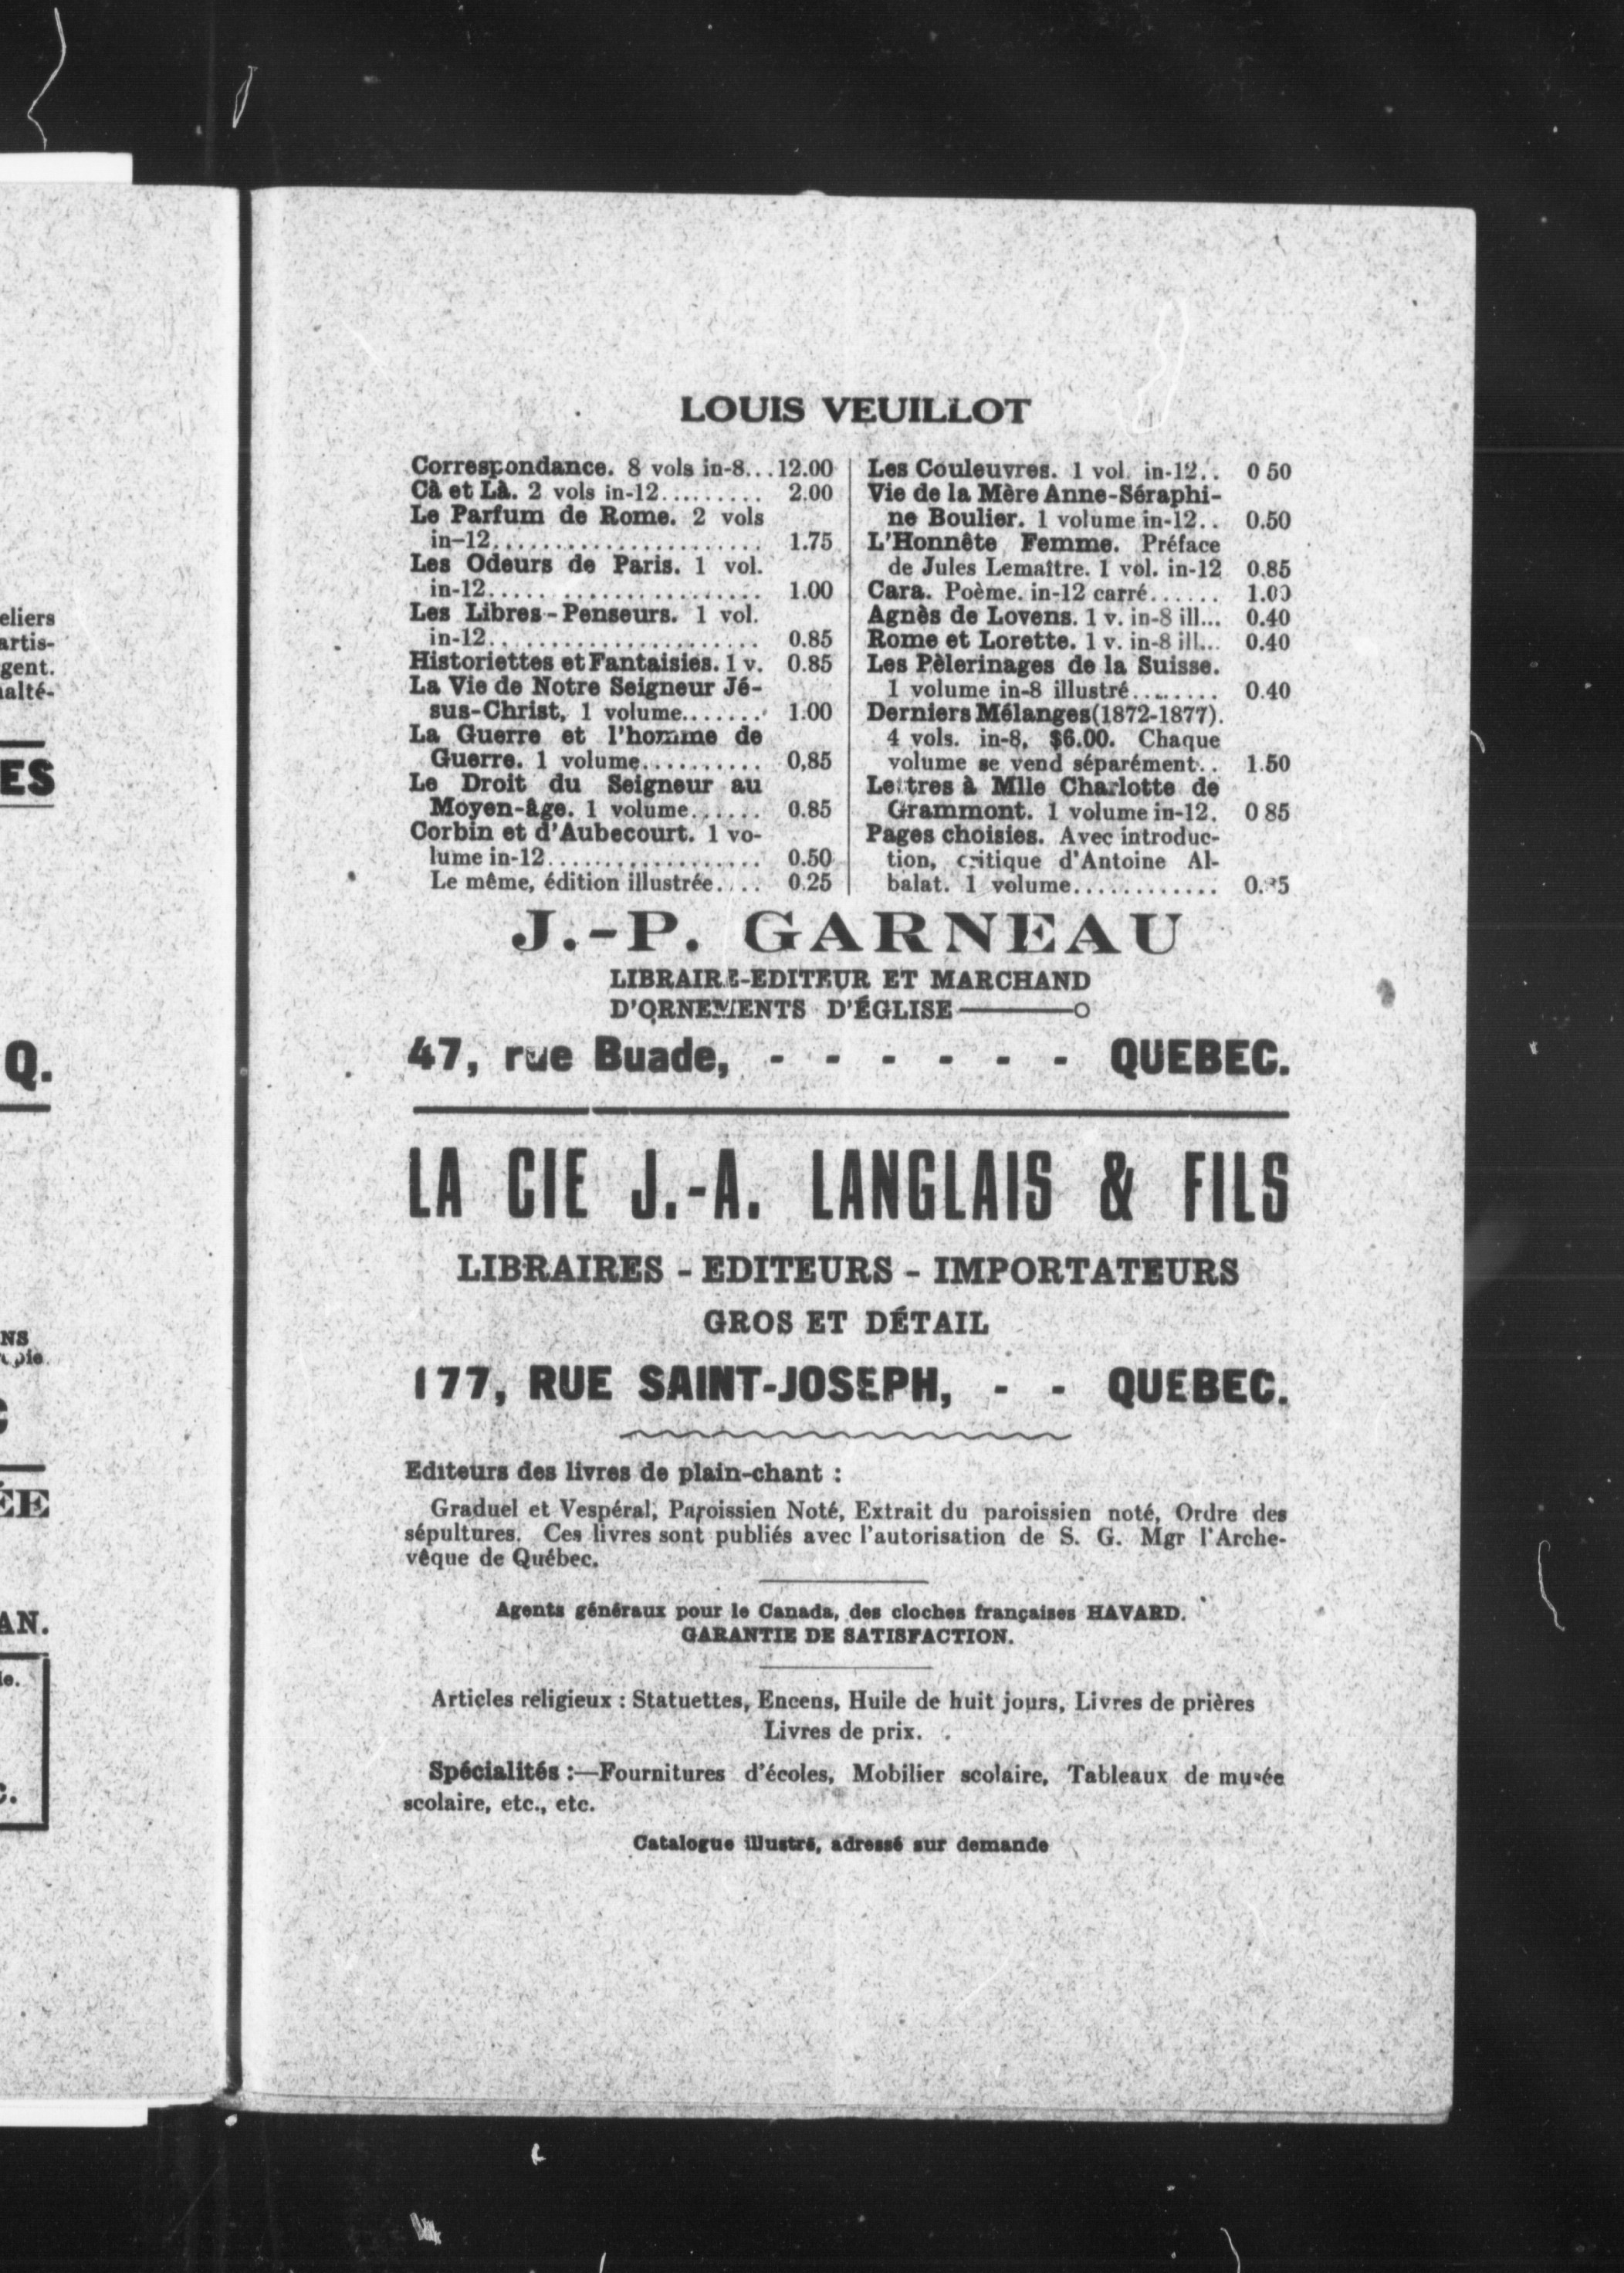 eliers
artis-
gent.
alté-
ES
Q.
NS
pie
ÉE
AN.
le.
C.
LOUIS VEUILLOT
Correspondance. 8 vols in-8...12.00
Cà et Là. 2 vols in-12......... 2.00
Le Parfum de Rome. 2 vols
in-12........................ 1.75
Les Odeurs de Paris. 1 vol.
in-12..... .................. 1.00
Les Libres-Penseurs. 1 vol.
in-12........................ 0.85
Historiettes et Fantaisies. 1 v. 0.85
La Vie de Notre Seigneur Jé-
sus-Christ, 1 volume....... 1.00
La Guerre et l'homme de
Guerre. 1 volume........... 0,85
Le Droit du Seigneur au
Moyen-âge. 1 volume...... 0.85
Corbin et d'Aubecourt. 1 vo-
lume in-12................... 0.50
Le même, édition illustrée.... 0.25
Les Couleuvres. 1 vol. in-12.. 0 50
Vie de la Mère Anne-Séraphi-
ne Boulier. 1 volume in-12.. 0.50
L'Honnête Femme. Préface
de Jules Lemaître. 1 vol. in-12 0.85
Cara. Poème. in-12 carré...... 1.00
Agnès de Lovens. 1 v. in-8 ill... 0.40
Rome et Lorette. 1 v. in-8 ill... 0.40
Les Pèlerinages de la Suisse.
1 volume in-8 illustré........ 0.40
Derniers Mélanges(1872-1877).
4 vols. in-8, $6.00. Chaque
volume se vend séparément... 1.50
Lettres à Mlle Charlotte de
Grammont. 1 volume in-12. 0 85
Pages choisies. Avec introduc-
tion, critique d'Antoine Al-
balat. 1 volume............
J.-P. GARNEAU
LIBRAIRE-EDITEUR ET MARCHAND
D'ORNEMENTS D'ÉGLISE
47, rue Buade, - - - - - - QUEBEC.
LA CIE J.-A. LANGLAIS & FILS
LIBRAIRES - EDITEURS - IMPORTATEURS
GROS ET DÉTAIL
177, RUE SAINT-JOSEPH, - - QUEBEC.
Editeurs des livres de plain-chant :
Graduel et Vespéral, Paroissien Noté, Extrait du paroissien noté, Ordre des
sépultures. Ces livres sont publiés avec l'autorisation de S. G. Mgr l'Arche-
vêque de Québec.
Agents généraux pour le Canada, des cloches françaises HAVARD.
GARANTIE DE SATISFACTION.
Articles religieux : Statuettes, Encens, Huile de huit jours, Livres de prières
Livres de prix.
Spécialités :—Fournitures d'écoles, Mobilier scolaire, Tableaux de musée
scolaire, etc., etc.
Catalogue illustré, adressé sur demande